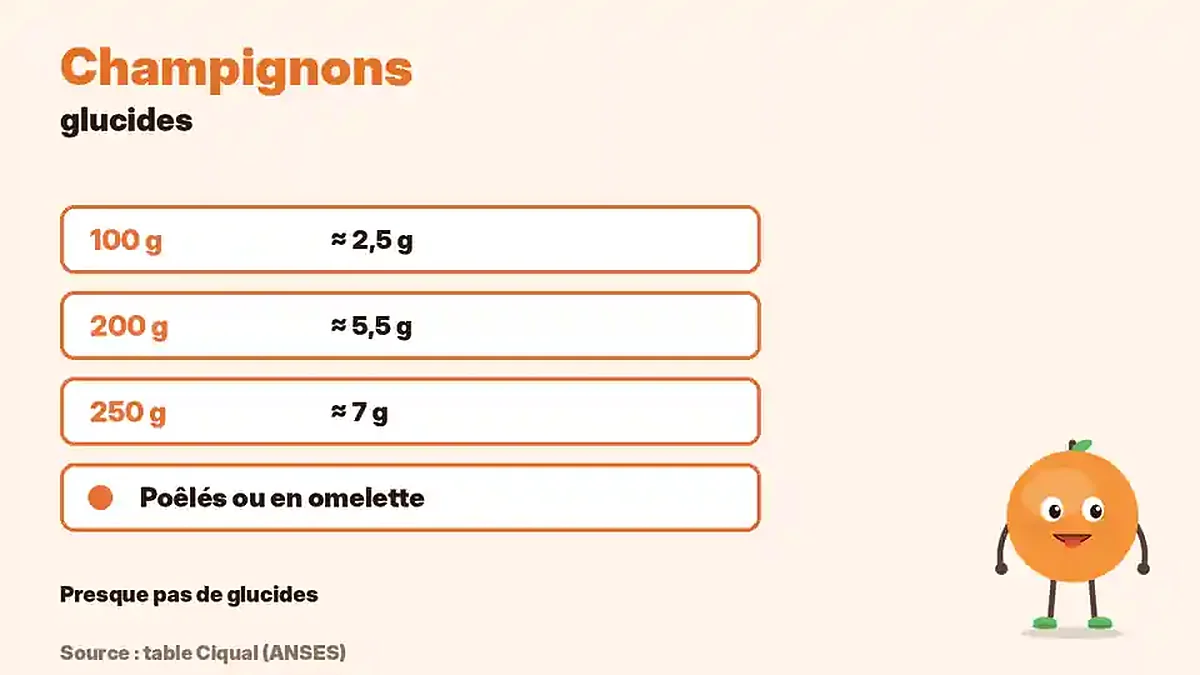 Champignons
glucides
100 g ≈ 2,5 g
200 g ≈ 5,5 g
250 g ≈ 7 g
Poêlés ou en omelette
Presque pas de glucides
Source : table Ciqual (ANSES)